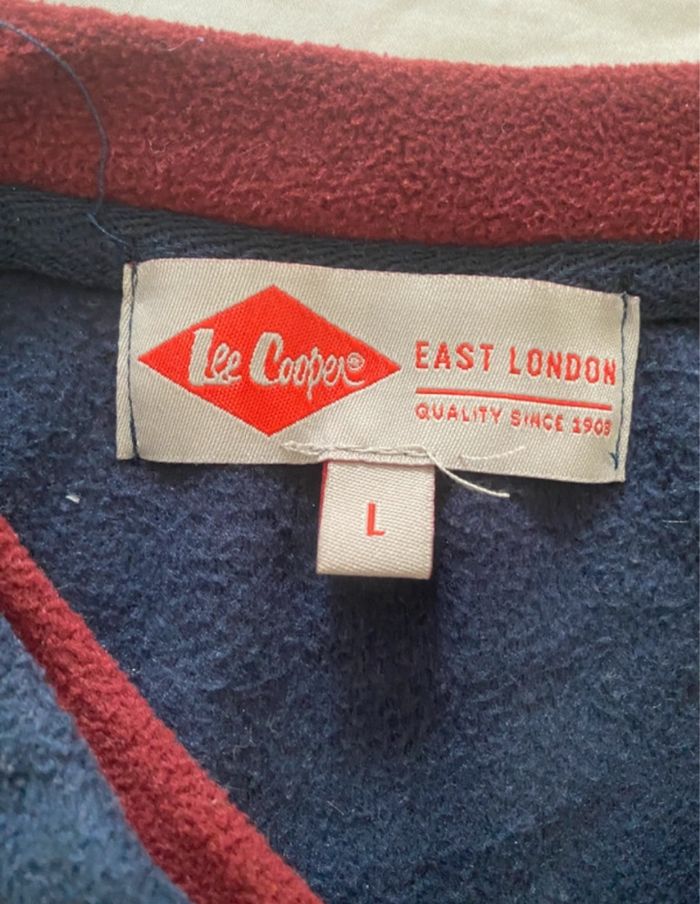 Lee Cooper®
EAST LONDON
QUALITY SINCE 1908
L